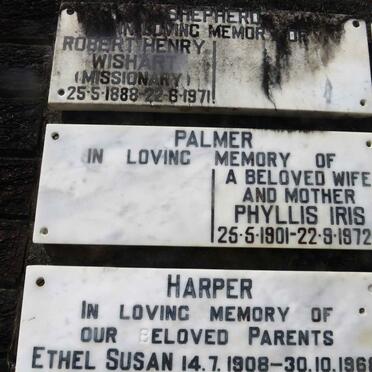 SHEPHERD
IN LOVING MEMORY OF
ROBERT HENRY
WISHART
(MISSIONARY)
25-5-1888-22-8-1971
PALMER
IN LOVING MEMORY OF
A BELOVED WIFE
AND MOTHER
PHYLLIS IRIS
25-5-1901-22-9-1972
HARPER
IN LOVING MEMORY OF
OUR BELOVED PARENTS
ETHEL SUSAN 14.7.1908-30.10.196